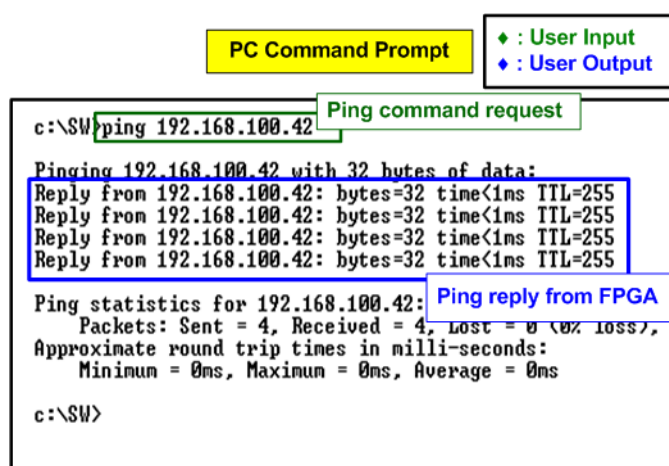 PC Command Prompt
♦ : User Input
♦ : User Output
Ping command request
c:\SW>ping 192.168.100.42
Pinging 192.168.100.42 with 32 bytes of data:
Reply from 192.168.100.42: bytes=32 time<1ms TTL=255
Reply from 192.168.100.42: bytes=32 time<1ms TTL=255
Reply from 192.168.100.42: bytes=32 time<1ms TTL=255
Reply from 192.168.100.42: bytes=32 time<1ms TTL=255
Ping reply from FPGA
Ping statistics for 192.168.100.42:
Packets: Sent = 4, Received = 4, Lost = 0 (0% loss),
Approximate round trip times in milli-seconds:
Minimum = 0ms, Maximum = 0ms, Average = 0ms
c:\SW>